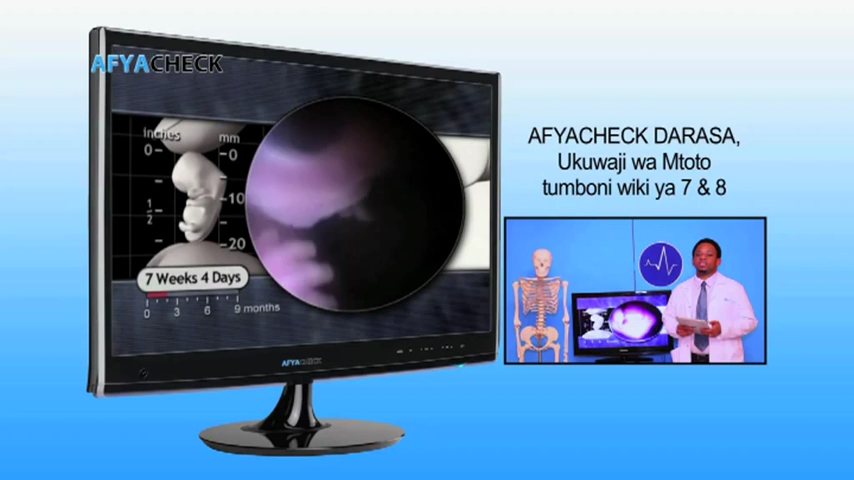 AFYACHECK
inches
mm
0
0
1/2
10
20
7 Weeks 4 Days
0 3 6 9 months
AFYACHECK
AFYACHECK DARASA,
Ukuwaji wa Mtoto
tumboni wiki ya 7 & 8